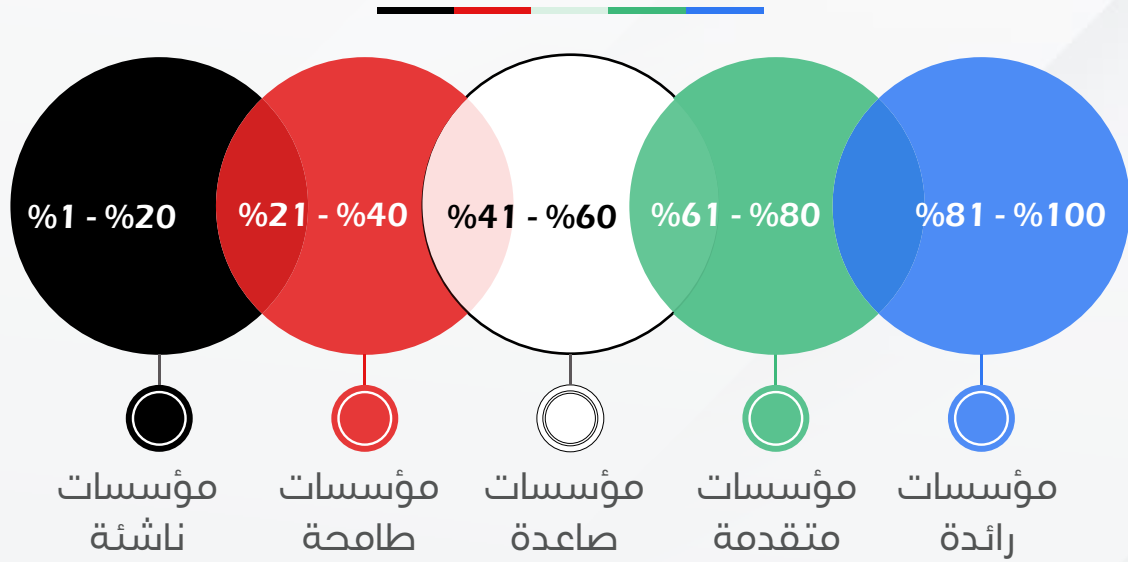 %1 - %20
%21 - %40
%41 - %60
%61 - %80
%81 - %100
مؤسسات
ناشئة
مؤسسات
طامحة
مؤسسات
صاعدة
مؤسسات
متقدمة
مؤسسات
رائدة